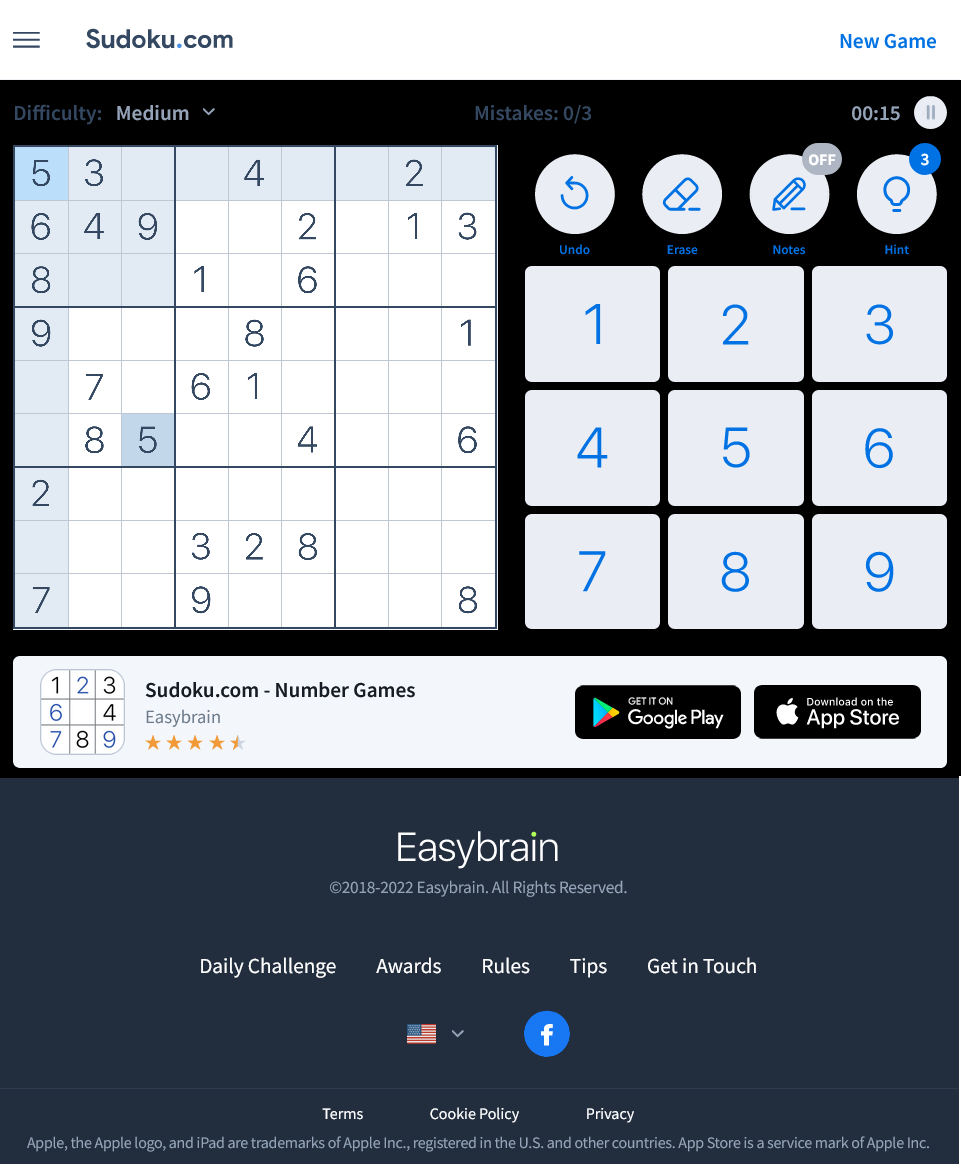 Sudoku.com
New Game
Difficulty: Medium
Mistakes: 0/3
00:15
5 3 4 2
6 4 9 2 1 3
8 1 6
9 8 1
7 6 1
8 5 4 6
2
3 2 8
7 9 8
OFF
3
Undo
Erase
Notes
Hint
1 2 3
4 5 6
7 8 9
1 2 3
6 4
7 8 9
Sudoku.com - Number Games
Easybrain
GET IT ON
Google Play
Download on the
App Store
Easybrain
©2018-2022 Easybrain. All Rights Reserved.
Daily Challenge
Awards
Rules
Tips
Get in Touch
f
Terms
Cookie Policy
Privacy
Apple, the Apple logo, and iPad are trademarks of Apple Inc., registered in the U.S. and other countries. App Store is a service mark of Apple Inc.